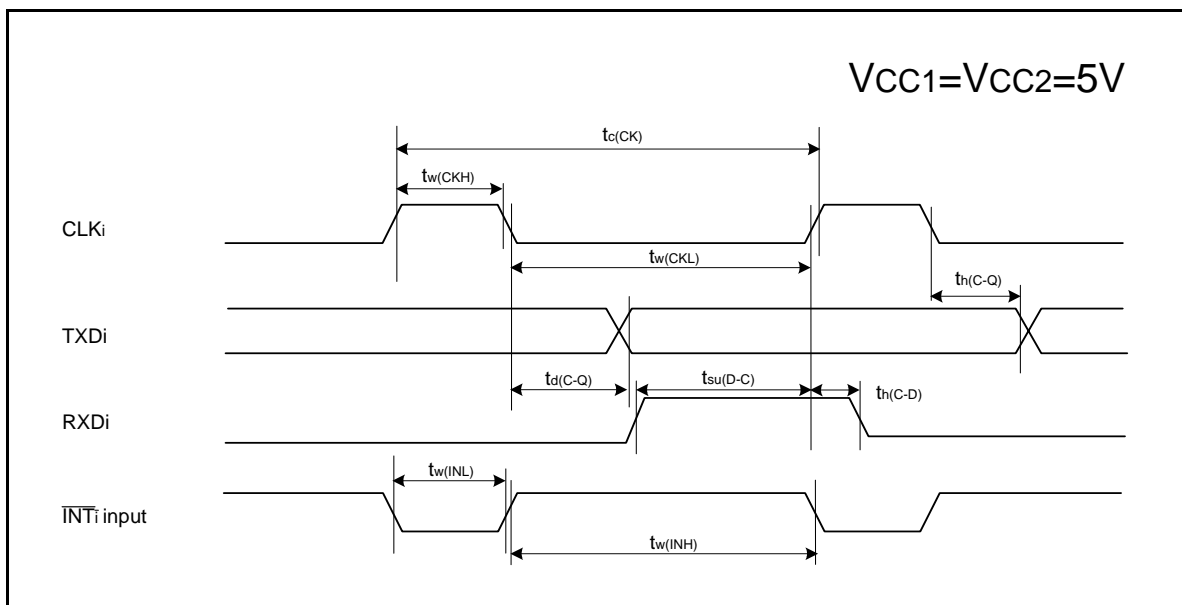 VCC1=VCC2=5V
tc(CK)
tw(CKH)
CLKi
tw(CKL)
th(C-Q)
TXDi
td(C-Q)
tsu(D-C)
th(C-D)
RXDi
tw(INL)
INTi input
tw(INH)